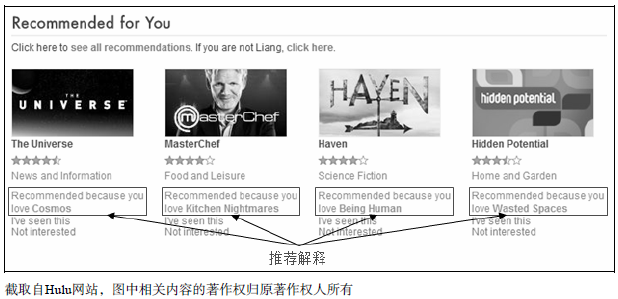 Recommended for You
Click here to see all recommendations. If you are not Liang, click here.
THE
UNIVERSE
MasterChef
HAVEN
hidden potential
The Universe
MasterChef
Haven
Hidden Potential
News and Information
Food and Leisure
Science Fiction
Home and Garden
Recommended because you
love Cosmos
I've seen this
Not interested
Recommended because you
love Kitchen Nightmares
I've seen this
Not interested
Recommended because you
love Being Human
I've seen this
Not interested
Recommended because you
love Wasted Spaces
I've seen this
Not interested
推荐解释
截取自Hulu网站，图中相关内容的著作权归原著作权人所有